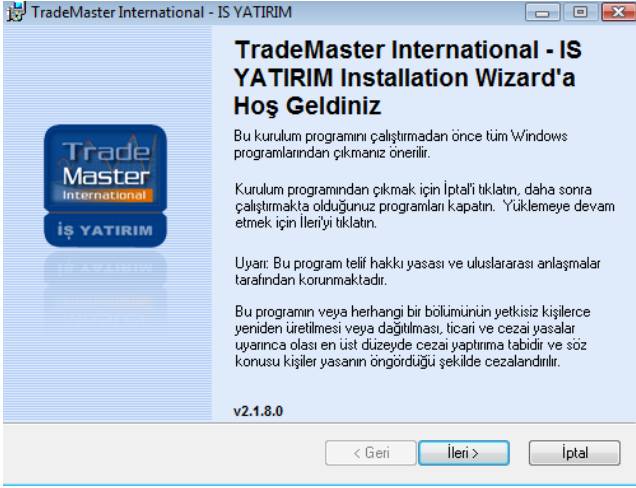 TradeMaster International - IS YATIRIM
TradeMaster International - IS
YATIRIM Installation Wizard'a
Hoş Geldiniz
Bu kurulum programını çalıştırmadan önce tüm Windows
programlarından çıkmanız önerilir.
Kurulum programından çıkmak için İptal'i tıklatın, daha sonra
çalıştırmakta olduğunuz programları kapatın. Yüklemeye devam
etmek için İleri'yi tıklatın.
Uyarı: Bu program telif hakkı yasası ve uluslararası anlaşmalar
tarafından korunmaktadır.
Bu programın veya herhangi bir bölümünün yetkisiz kişilerce
yeniden üretilmesi veya dağıtılması, ticari ve cezai yasalar
uyarınca olası en üst düzeyde cezai yaptırıma tabidir ve söz
konusu kişiler yasanın öngördüğü şekilde cezalandırılır.
v2.1.8.0
Trade
Master
International
İŞ YATIRIM
< Geri
İleri >
İptal